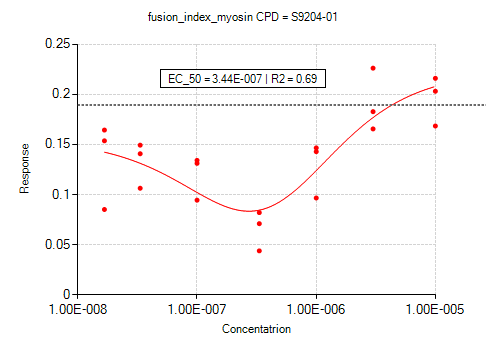 fusion_index_myosin CPD = S9204-01
0.25
EC_50 = 3.44E-007 | R2 = 0.69
0.2
0.15
Response
0.1
0.05
0
1.00E-008 1.00E-007 1.00E-006 1.00E-005
Concentatrion